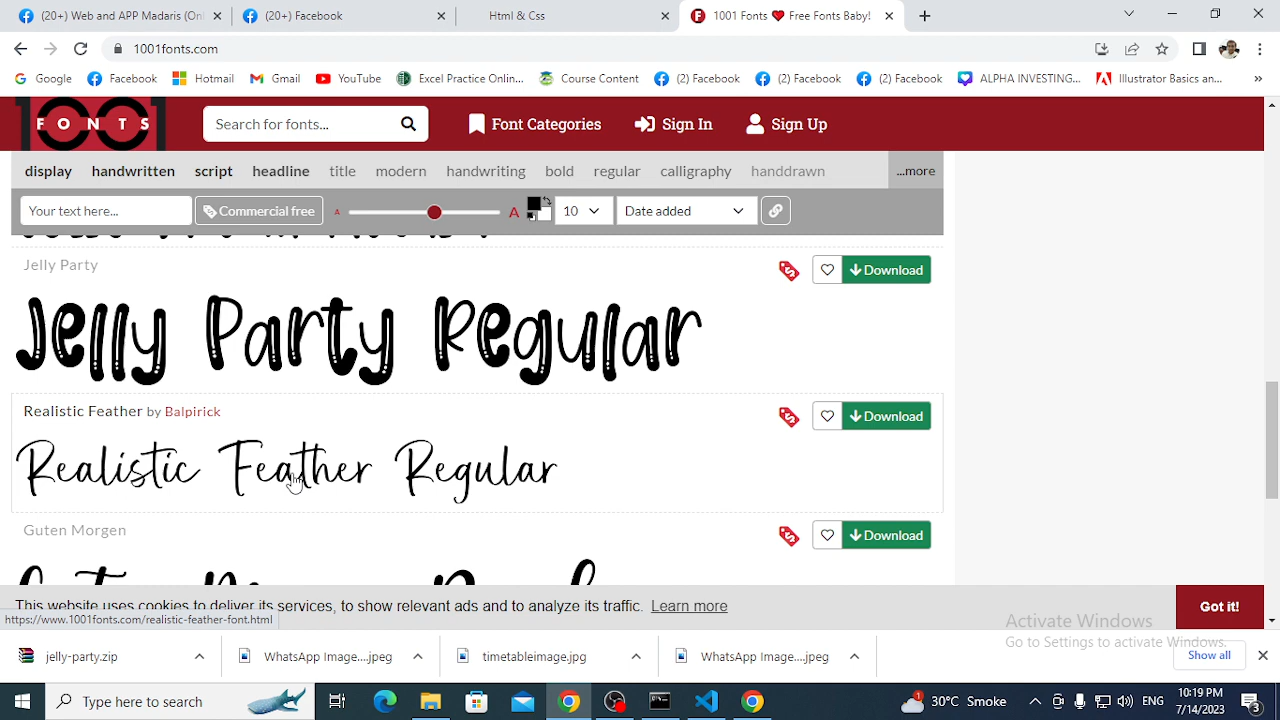 (20+) Web and APP Madaris (Onl
(20+) Facebook
Html & Css
1001 Fonts ❤ Free Fonts Baby!
1001fonts.com
Google
Facebook
Hotmail
Gmail
YouTube
Excel Practice Onlin...
Course Content
(2) Facebook
(2) Facebook
(2) Facebook
ALPHA INVESTING...
Illustrator Basics an...
»
1001
FONTS
Search for fonts...
Font Categories
Sign In
Sign Up
display handwritten script headline title modern handwriting bold regular calligraphy handdrawn ...more
Your text here...
Commercial free
A
A
10
Date added
Jelly Party
Download
Jelly Party Regular
Realistic Feather by Balpirick
Download
Realistic Feather Regular
Guten Morgen
Download
This website uses cookies to deliver its services, to show relevant ads and to analyze its traffic. Learn more
Got it!
https://www.1001fonts.com/realistic-feather-font.html
Activate Windows
Go to Settings to activate Windows.
jelly-party.zip
WhatsApp Image....jpg
timelineimage.jpg
WhatsApp Image....jpeg
Show all
Type here to search
1
30°C Smoke
ENG
10:19 PM
7/14/2023
3